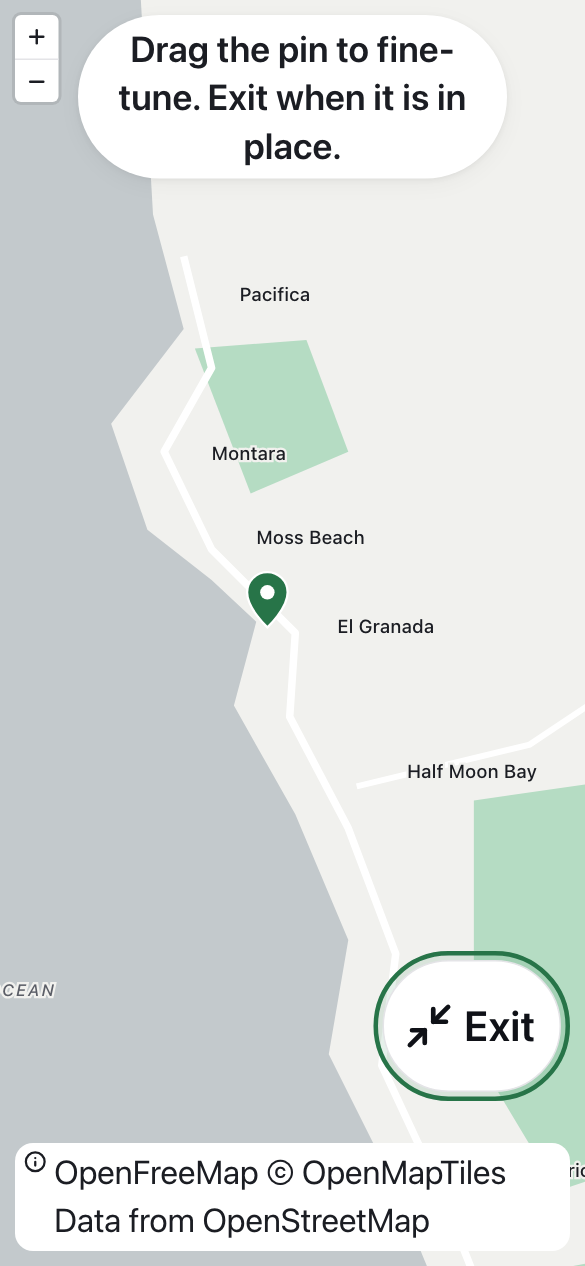 +
Drag the pin to fine-
tune. Exit when it is in
place.
−
Pacifica
Montara
Moss Beach
El Granada
Half Moon Bay
CEAN
Exit
OpenFreeMap © OpenMapTiles
Data from OpenStreetMap